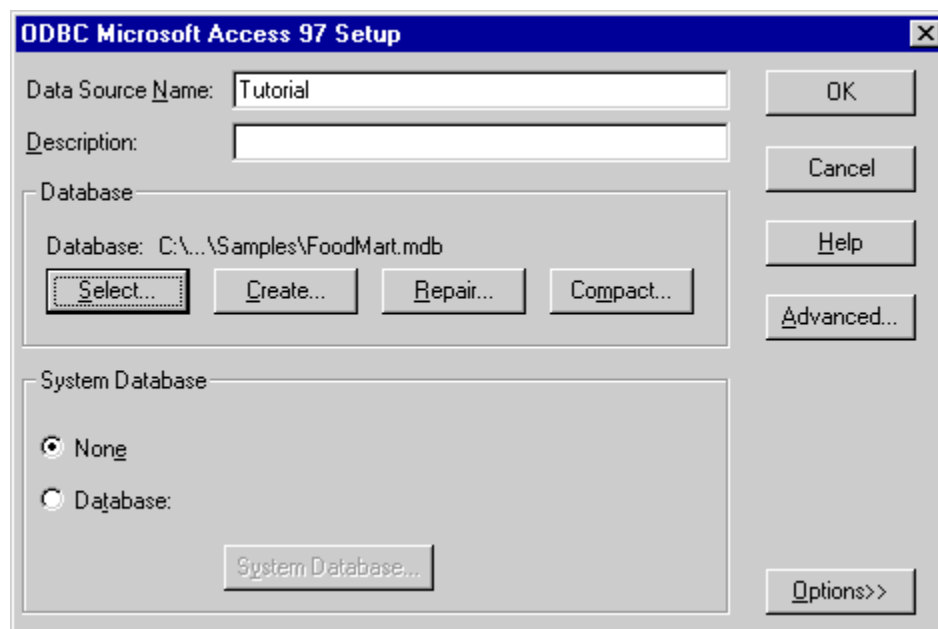 ODBC Microsoft Access 97 Setup
Data Source Name: Tutorial
OK
Description:
Cancel
Database
Database: C:\...\Samples\FoodMart.mdb
Help
Select... Create... Repair... Compact...
Advanced...
System Database
None
Database:
System Database...
Options>>